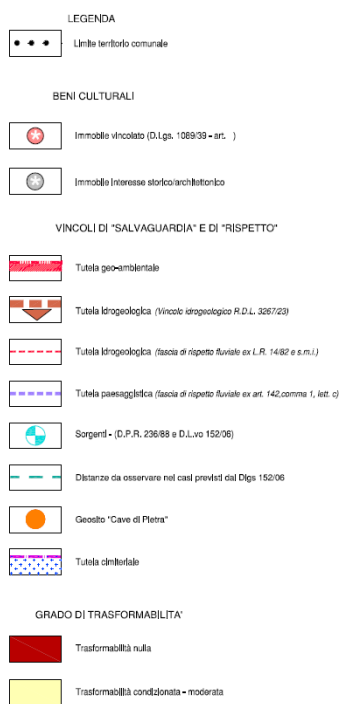 LEGENDA
Limite territorio comunale
BENI CULTURALI
Immobile vincolato (D.Lgs. 1089/39 - art. )
Immobile interesse storico/architettonico
VINCOLI DI "SALVAGUARDIA" E DI "RISPETTO"
Tutela geo-ambientale
Tutela idrogeologica (Vincolo idrogeologico R.D.L. 3267/23)
Tutela idrogeologica (fascia di rispetto fluviale ex L.R. 14/82 e s.m.i.)
Tutela paesaggistica (fascia di rispetto fluviale ex art. 142,comma 1, lett. c)
Sorgenti - (D.P.R. 236/88 e D.L.vo 152/06)
Distanze da osservare nei casi previsti dal Dlgs 152/06
Geosito "Cave di Pietra"
Tutela cimiteriale
GRADO DI TRASFORMABILITA'
Trasformabilità nulla
Trasformabilità condizionata - moderata